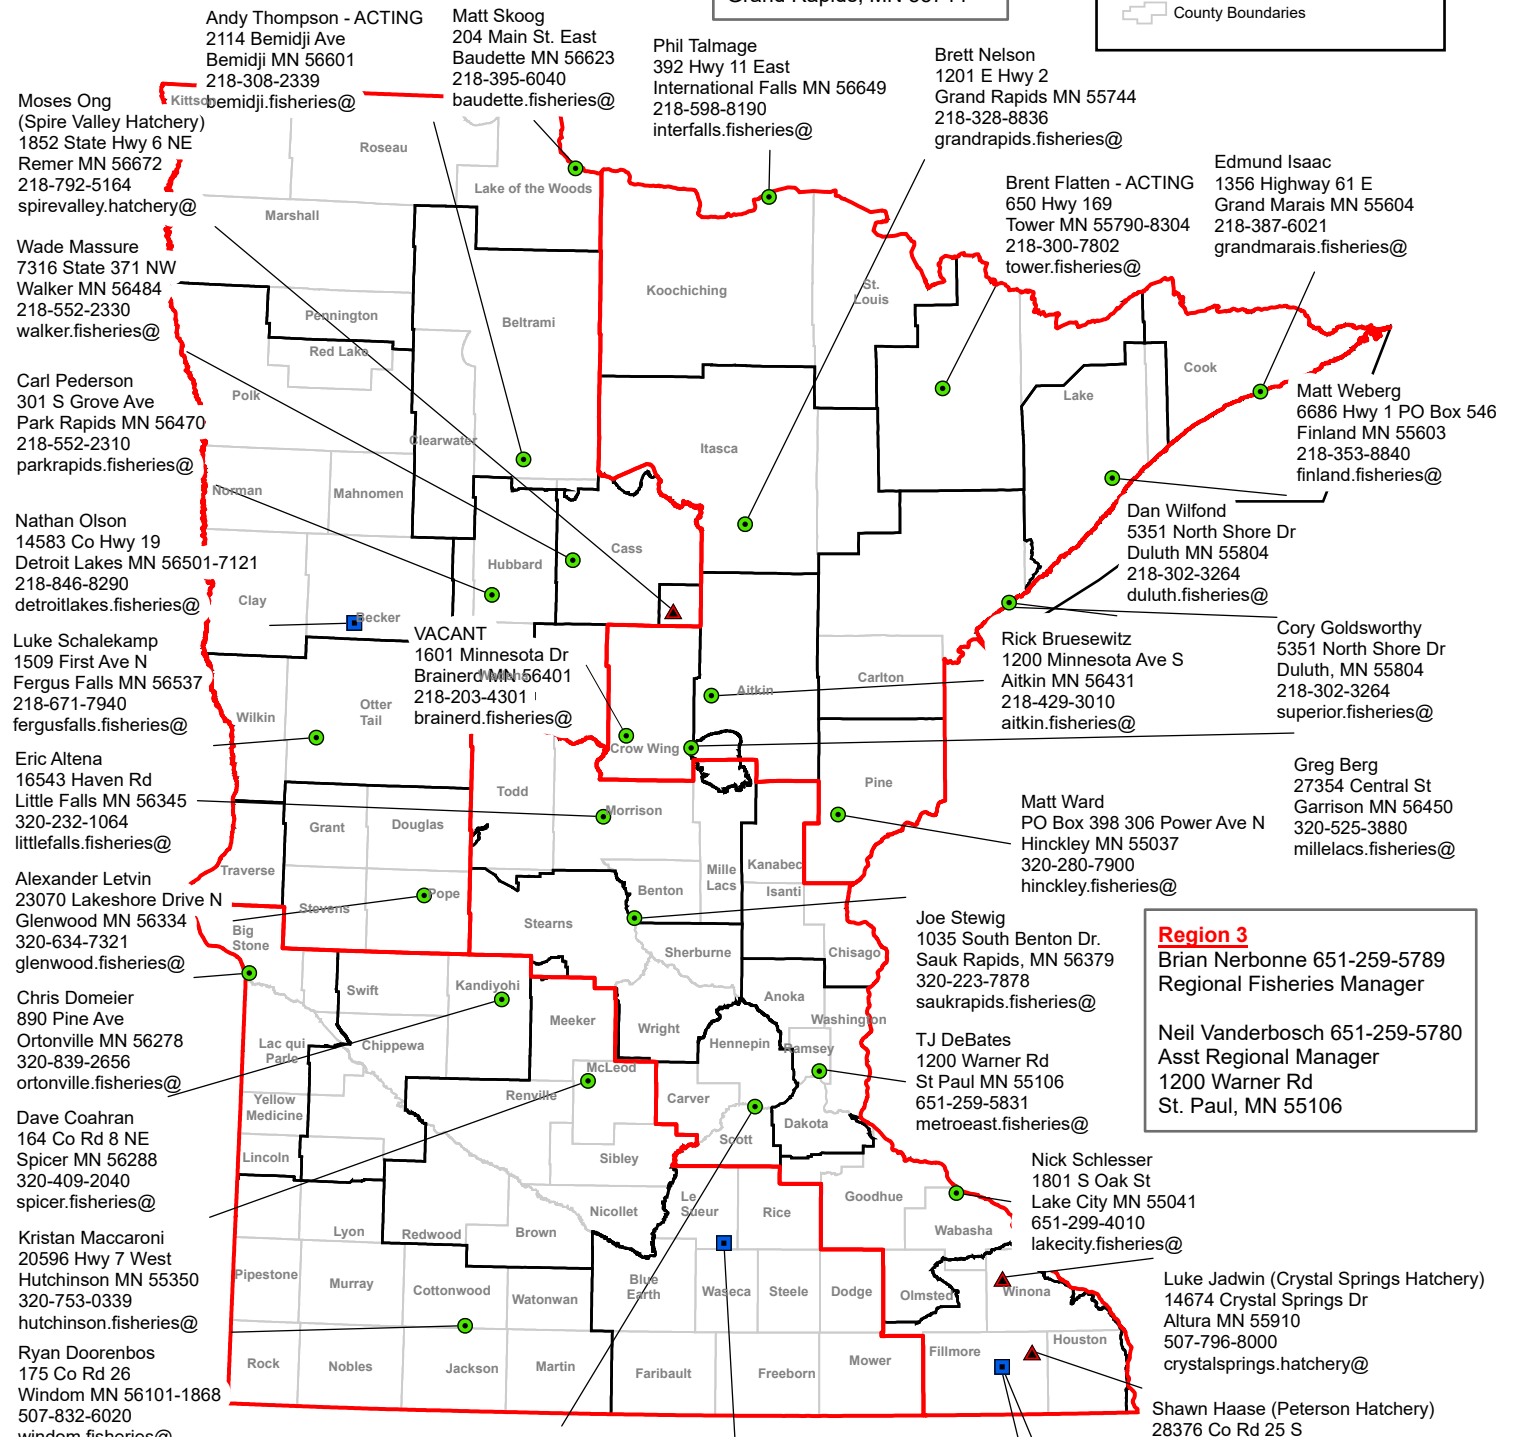 Grand Rapids, MN 55744
County Boundaries
Andy Thompson - ACTING
2114 Bemidji Ave
Bemidji MN 56601
218-308-2339
bemidji.fisheries@
Matt Skoog
204 Main St. East
Baudette MN 56623
218-395-6040
baudette.fisheries@
Phil Talmage
392 Hwy 11 East
International Falls MN 56649
218-598-8190
interfalls.fisheries@
Brett Nelson
1201 E Hwy 2
Grand Rapids MN 55744
218-328-8836
grandrapids.fisheries@
Moses Ong
(Spire Valley Hatchery)
1852 State Hwy 6 NE
Remer MN 56672
218-792-5164
spirevalley.hatchery@
Brent Flatten - ACTING
650 Hwy 169
Tower MN 55790-8304
218-300-7802
tower.fisheries@
Edmund Isaac
1356 Highway 61 E
Grand Marais MN 55604
218-387-6021
grandmarais.fisheries@
Wade Massure
7316 State 371 NW
Walker MN 56484
218-552-2330
walker.fisheries@
Carl Pederson
301 S Grove Ave
Park Rapids MN 56470
218-552-2310
parkrapids.fisheries@
Matt Weberg
6686 Hwy 1 PO Box 546
Finland MN 55603
218-353-8840
finland.fisheries@
Nathan Olson
14583 Co Hwy 19
Detroit Lakes MN 56501-7121
218-846-8290
detroitlakes.fisheries@
Dan Wilfond
5351 North Shore Dr
Duluth MN 55804
218-302-3264
duluth.fisheries@
Luke Schalekamp
1509 First Ave N
Fergus Falls MN 56537
218-671-7940
fergusfalls.fisheries@
VACANT
1601 Minnesota Dr
Brainerd MN 56401
218-203-4301
brainerd.fisheries@
Rick Bruesewitz
1200 Minnesota Ave S
Aitkin MN 56431
218-429-3010
aitkin.fisheries@
Cory Goldsworthy
5351 North Shore Dr
Duluth, MN 55804
218-302-3264
superior.fisheries@
Eric Altena
16543 Haven Rd
Little Falls MN 56345
320-232-1064
littlefalls.fisheries@
Matt Ward
PO Box 398 306 Power Ave N
Hinckley MN 55037
320-280-7900
hinckley.fisheries@
Greg Berg
27354 Central St
Garrison MN 56450
320-525-3880
millelacs.fisheries@
Alexander Letvin
23070 Lakeshore Drive N
Glenwood MN 56334
320-634-7321
glenwood.fisheries@
Joe Stewig
1035 South Benton Dr.
Sauk Rapids, MN 56379
320-223-7878
saukrapids.fisheries@
Region 3
Brian Nerbonne 651-259-5789
Regional Fisheries Manager
Neil Vanderbosch 651-259-5780
Asst Regional Manager
1200 Warner Rd
St. Paul, MN 55106
Chris Domeier
890 Pine Ave
Ortonville MN 56278
320-839-2656
ortonville.fisheries@
TJ DeBates
1200 Warner Rd
St Paul MN 55106
651-259-5831
metroeast.fisheries@
Dave Coahran
164 Co Rd 8 NE
Spicer MN 56288
320-409-2040
spicer.fisheries@
Nick Schlesser
1801 S Oak St
Lake City MN 55041
651-299-4010
lakecity.fisheries@
Kristan Maccaroni
20596 Hwy 7 West
Hutchinson MN 55350
320-753-0339
hutchinson.fisheries@
Luke Jadwin (Crystal Springs Hatchery)
14674 Crystal Springs Dr
Altura MN 55910
507-796-8000
crystalsprings.hatchery@
Ryan Doorenbos
175 Co Rd 26
Windom MN 56101-1868
507-832-6020
windom.fisheries@
Shawn Haase (Peterson Hatchery)
28376 Co Rd 25 S
Kittson
Roseau
Lake of the Woods
Marshall
Koochiching
St.
Louis
Pennington
Beltrami
Red Lake
Polk
Clearwater
Cook
Lake
Itasca
Norman
Mahnomen
Cass
Hubbard
Clay
Becker
Wadena
Aitkin
Carlton
Wilkin
Otter
Tail
Crow Wing
Pine
Todd
Morrison
Grant
Douglas
Traverse
Mille
Lacs
Kanabec
Benton
Isanti
Stevens
Pope
Stearns
Big
Stone
Sherburne
Chisago
Swift
Kandiyohi
Anoka
Meeker
Wright
Washington
Lac qui
Parle
Chippewa
Hennepin
Ramsey
McLeod
Renville
Carver
Yellow
Medicine
Dakota
Scott
Lincoln
Sibley
Le
Sueur
Goodhue
Lyon
Redwood
Brown
Nicollet
Rice
Wabasha
Pipestone
Murray
Cottonwood
Watonwan
Blue
Earth
Waseca
Steele
Dodge
Olmsted
Winona
Rock
Nobles
Jackson
Martin
Faribault
Freeborn
Mower
Fillmore
Houston